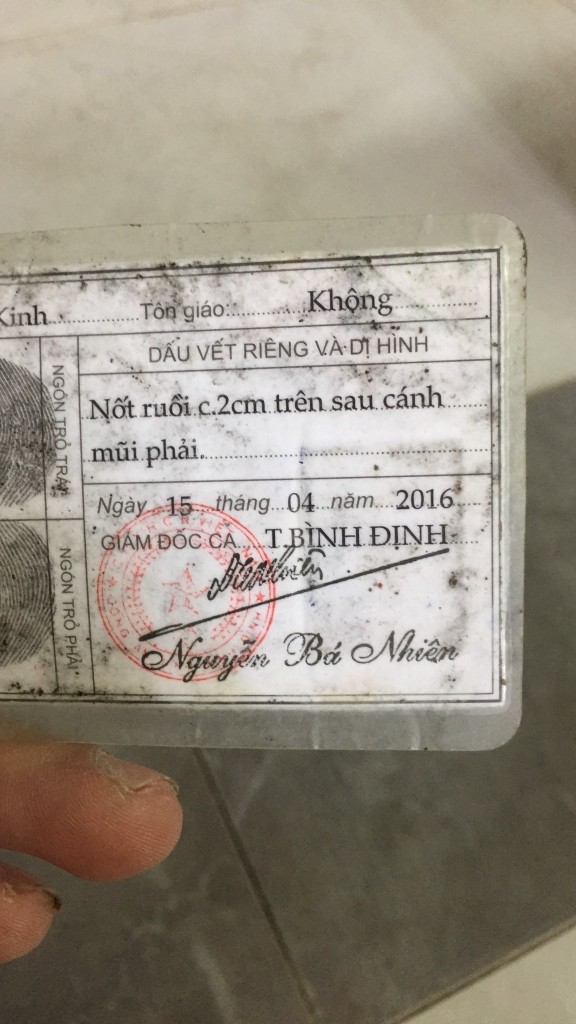 Kinh.............Tôn giáo:............Không
DẤU VẾT RIÊNG VÀ DỊ HÌNH
NGÓN TRỎ TRÁI
Nốt ruồi c.2cm trên sau cánh
mũi phải.
Ngày 15 tháng 04 năm 2016
GIÁM ĐỐC CA T.BÌNH ĐỊNH
NGÓN TRỎ PHẢI
Nguyễn Bá Nhiên